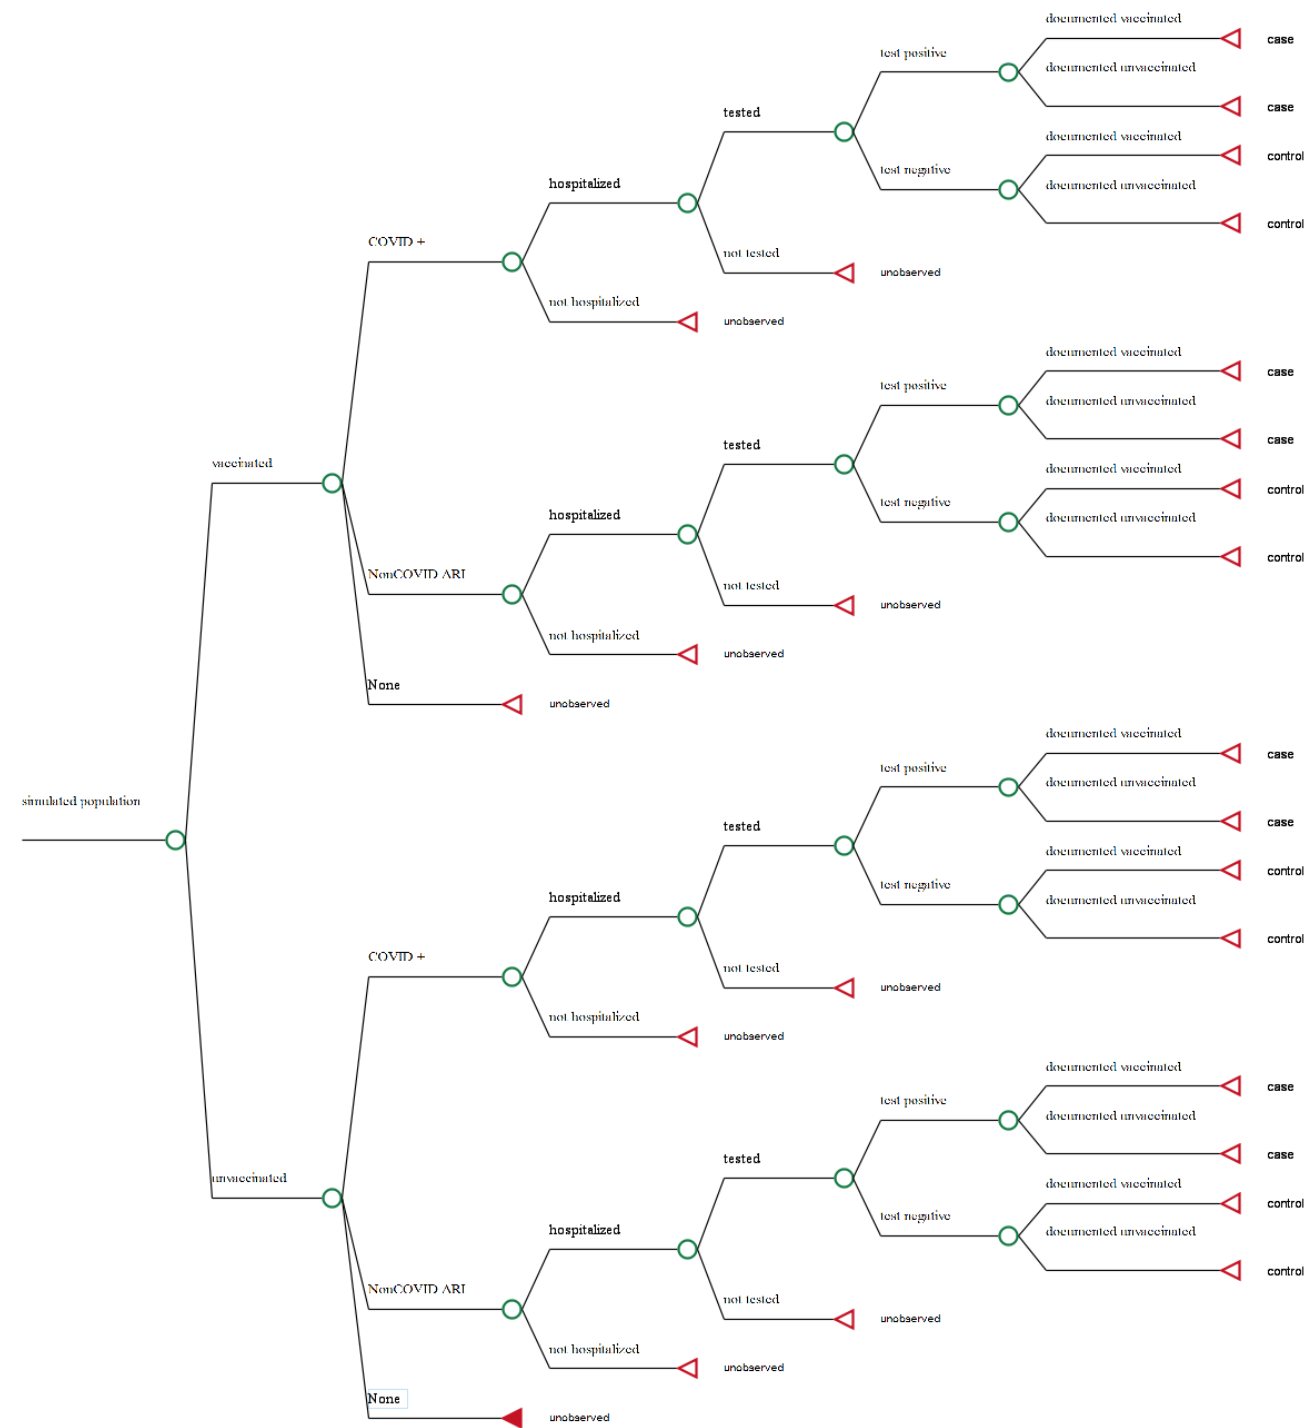 documented vaccinated
case
test positive
documented unvaccinated
case
tested
documented vaccinated
control
test negative
documented unvaccinated
hospitalized
control
COVID +
not tested
unobserved
not hospitalized
unobserved
documented vaccinated
case
test positive
documented unvaccinated
case
tested
vaccinated
documented vaccinated
control
test negative
documented unvaccinated
hospitalized
control
NonCOVID ARI
not tested
unobserved
not hospitalized
unobserved
None
unobserved
documented vaccinated
case
test positive
documented unvaccinated
simulated population
case
tested
documented vaccinated
control
test negative
documented unvaccinated
hospitalized
control
COVID +
not tested
unobserved
not hospitalized
unobserved
documented vaccinated
case
test positive
documented unvaccinated
case
tested
unvaccinated
documented vaccinated
control
test negative
documented unvaccinated
hospitalized
control
NonCOVID ARI
not tested
unobserved
not hospitalized
unobserved
None
unobserved